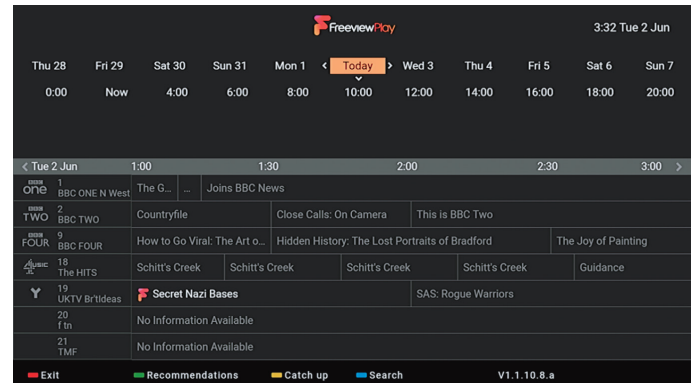 FreeviewPlay
3:32 Tue 2 Jun
Thu 28 Fri 29 Sat 30 Sun 31 Mon 1 < Today > Wed 3 Thu 4 Fri 5 Sat 6 Sun 7
0:00 Now 4:00 6:00 8:00 10:00 12:00 14:00 16:00 18:00 20:00
< Tue 2 Jun 1:00 1:30 2:00 2:30 3:00 >
BBC one 1 The G... ... Joins BBC News
BBC ONE N West
BBC TWO 2 Countryfile Close Calls: On Camera This is BBC Two
BBC TWO
BBC FOUR 9 How to Go Viral: The Art o... Hidden History: The Lost Portraits of Bradford The Joy of Painting
BBC FOUR
4Music 18 Schitt's Creek Schitt's Creek Schitt's Creek Schitt's Creek Guidance
The HITS
Y 19 Secret Nazi Bases SAS: Rogue Warriors
UKTV Br'tIdeas
20 No Information Available
f tn
21 No Information Available
TMF
Exit Recommendations Catch up Search V1.1.10.8.a